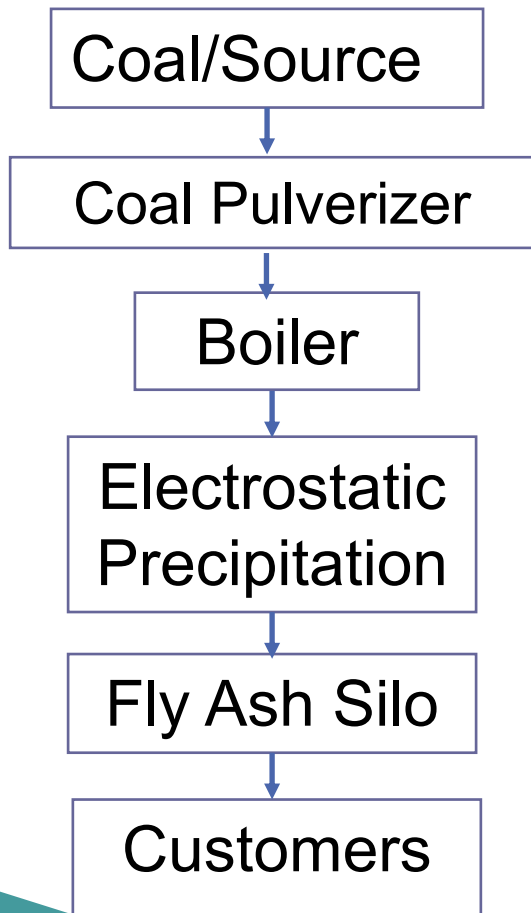 Coal/Source
Coal Pulverizer
Boiler
Electrostatic
Precipitation
Fly Ash Silo
Customers